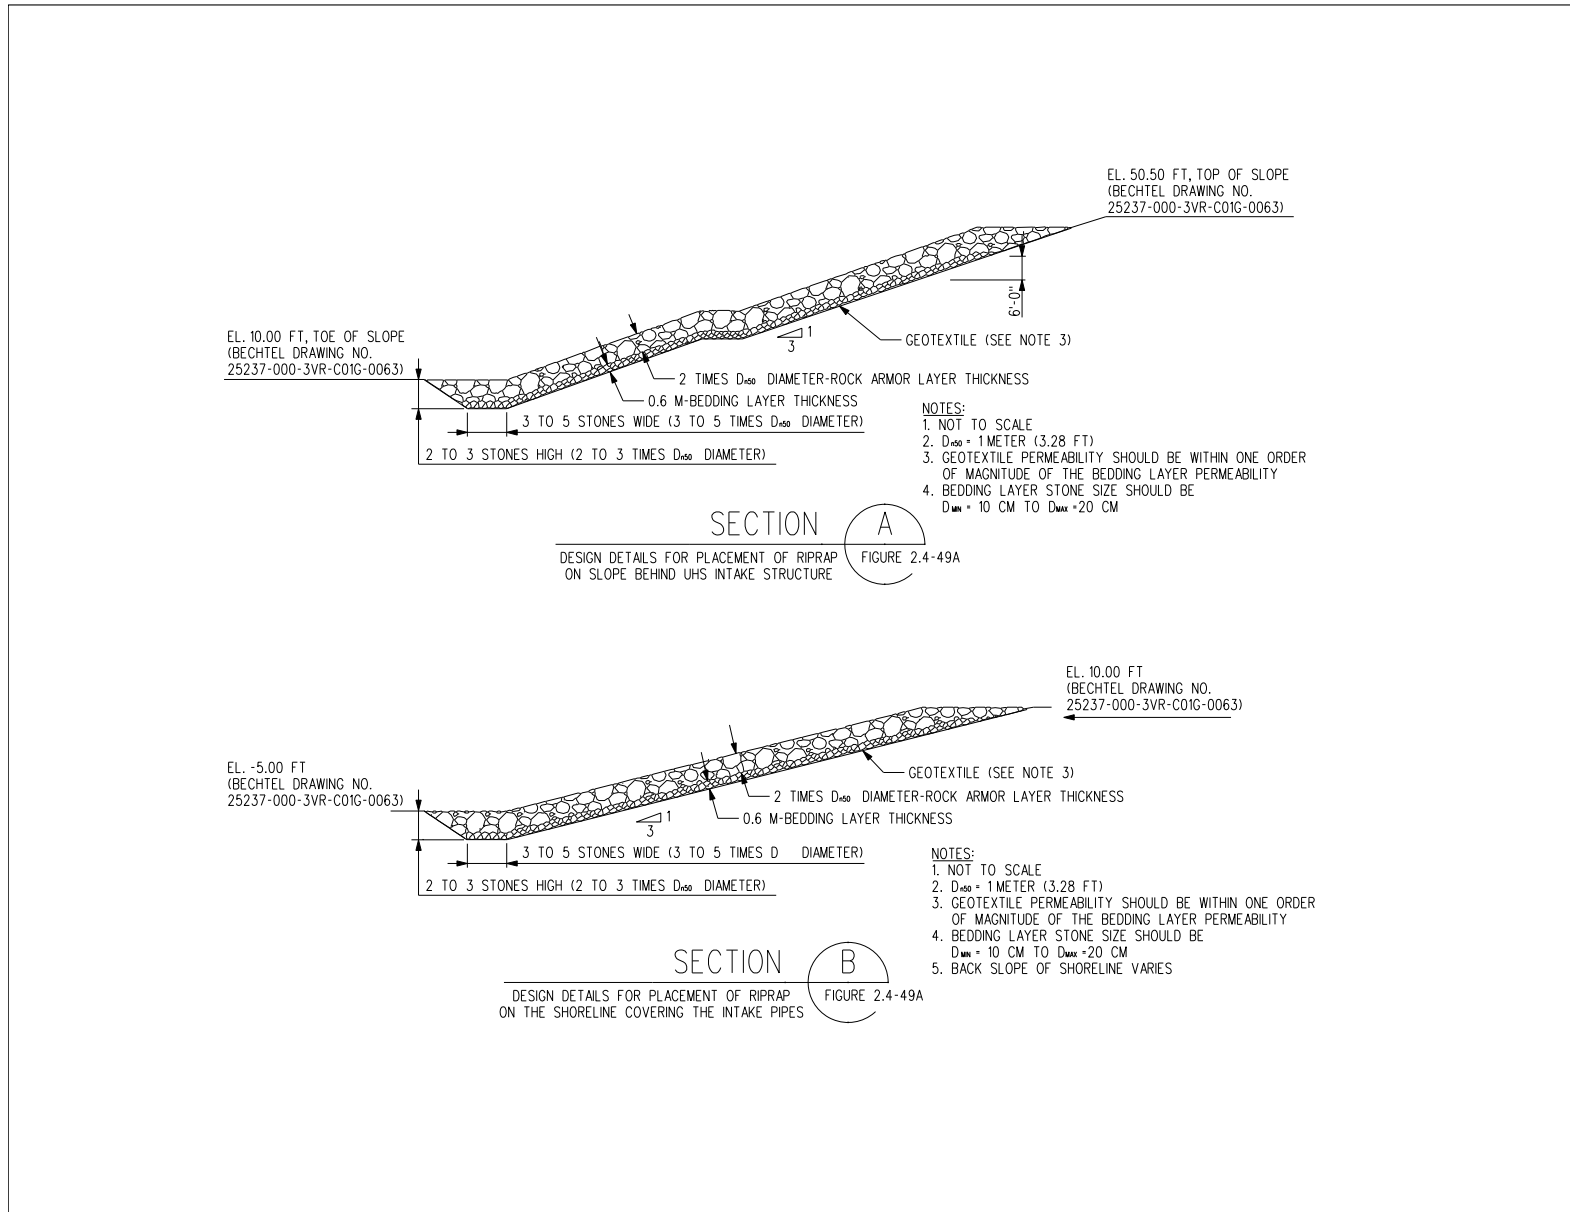 EL. 50.50 FT, TOP OF SLOPE
(BECHTEL DRAWING NO.
25237-000-3VR-C01G-0063)
6'-0"
EL. 10.00 FT, TOE OF SLOPE
(BECHTEL DRAWING NO.
25237-000-3VR-C01G-0063)
1
3
GEOTEXTILE (SEE NOTE 3)
2 TIMES Dn50 DIAMETER-ROCK ARMOR LAYER THICKNESS
0.6 M-BEDDING LAYER THICKNESS
3 TO 5 STONES WIDE (3 TO 5 TIMES Dn50 DIAMETER)
2 TO 3 STONES HIGH (2 TO 3 TIMES Dn50 DIAMETER)
NOTES:
1. NOT TO SCALE
2. Dn50 = 1 METER (3.28 FT)
3. GEOTEXTILE PERMEABILITY SHOULD BE WITHIN ONE ORDER
OF MAGNITUDE OF THE BEDDING LAYER PERMEABILITY
4. BEDDING LAYER STONE SIZE SHOULD BE
DMIN = 10 CM TO DMAX =20 CM
SECTION A
DESIGN DETAILS FOR PLACEMENT OF RIPRAP
ON SLOPE BEHIND UHS INTAKE STRUCTURE
FIGURE 2.4-49A
EL. 10.00 FT
(BECHTEL DRAWING NO.
25237-000-3VR-C01G-0063)
EL. -5.00 FT
(BECHTEL DRAWING NO.
25237-000-3VR-C01G-0063)
GEOTEXTILE (SEE NOTE 3)
2 TIMES Dn50 DIAMETER-ROCK ARMOR LAYER THICKNESS
0.6 M-BEDDING LAYER THICKNESS
1
3
3 TO 5 STONES WIDE (3 TO 5 TIMES D DIAMETER)
2 TO 3 STONES HIGH (2 TO 3 TIMES Dn50 DIAMETER)
NOTES:
1. NOT TO SCALE
2. Dn50 = 1 METER (3.28 FT)
3. GEOTEXTILE PERMEABILITY SHOULD BE WITHIN ONE ORDER
OF MAGNITUDE OF THE BEDDING LAYER PERMEABILITY
4. BEDDING LAYER STONE SIZE SHOULD BE
DMIN = 10 CM TO DMAX =20 CM
5. BACK SLOPE OF SHORELINE VARIES
SECTION B
DESIGN DETAILS FOR PLACEMENT OF RIPRAP
ON THE SHORELINE COVERING THE INTAKE PIPES
FIGURE 2.4-49A